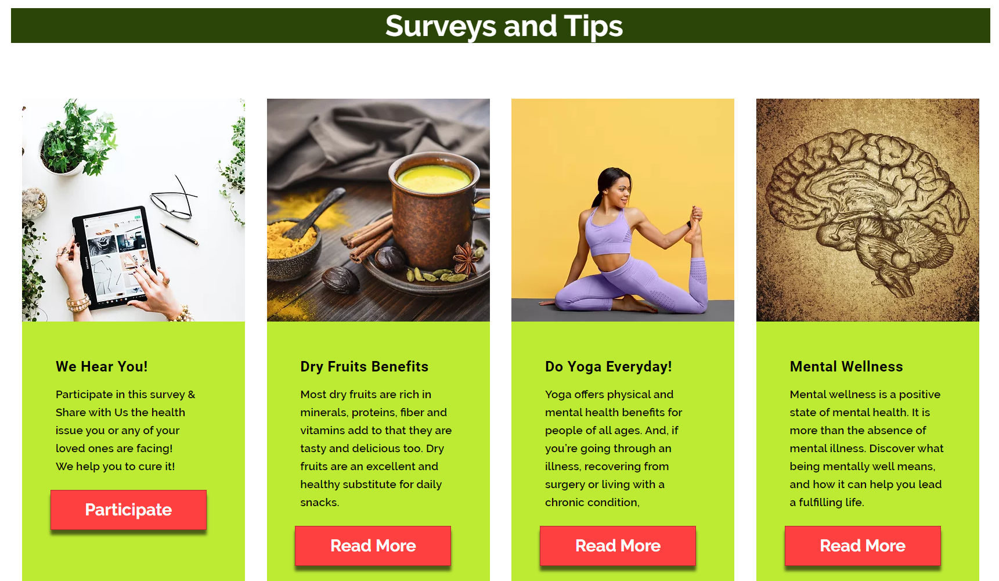 Surveys and Tips
We Hear You!
Participate in this survey &
Share with Us the health
issue you or any of your
loved ones are facing!
We help you to cure it!
Participate
Dry Fruits Benefits
Most dry fruits are rich in
minerals, proteins, fiber and
vitamins add to that they are
tasty and delicious too. Dry
fruits are an excellent and
healthy substitute for daily
snacks.
Read More
Do Yoga Everyday!
Yoga offers physical and
mental health benefits for
people of all ages. And, if
you’re going through an
illness, recovering from
surgery or living with a
chronic condition,
Read More
Mental Wellness
Mental wellness is a positive
state of mental health. It is
more than the absence of
mental illness. Discover what
being mentally well means,
and how it can help you lead
a fulfilling life.
Read More